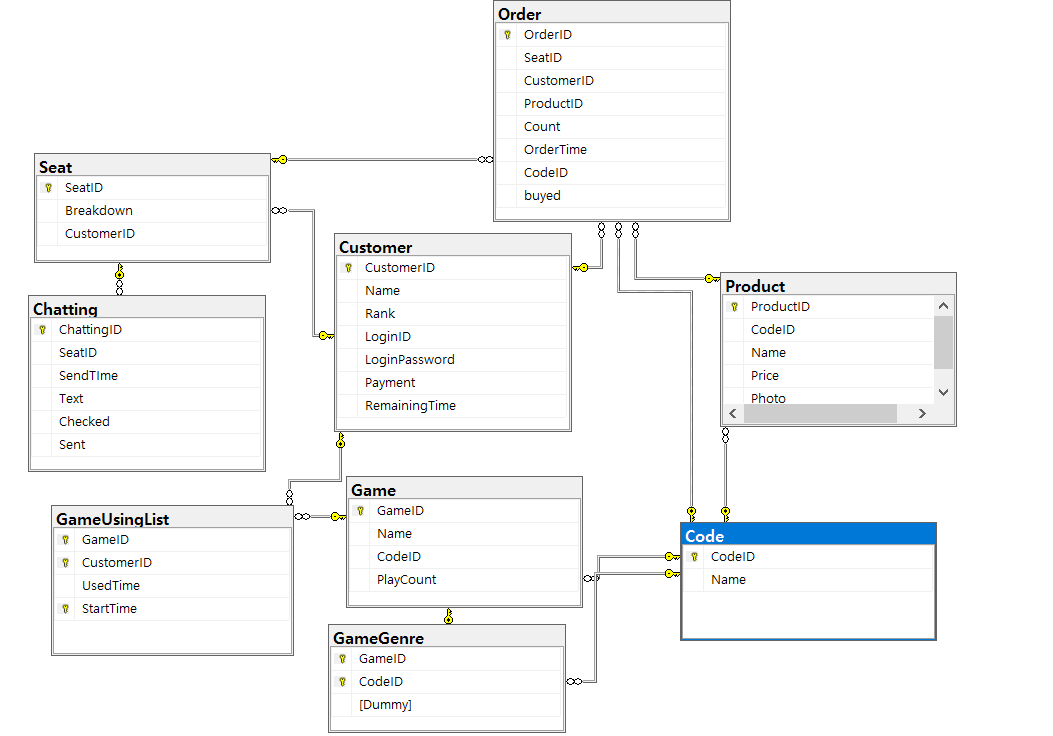 Order
OrderID
SeatID
CustomerID
ProductID
Count
OrderTime
CodeID
buyed
Seat
SeatID
Breakdown
CustomerID
Customer
CustomerID
Name
Rank
LoginID
LoginPassword
Payment
RemainingTime
Product
ProductID
CodeID
Name
Price
Photo
Chatting
ChattingID
SeatID
SendTIme
Text
Checked
Sent
Game
GameID
Name
CodeID
PlayCount
GameUsingList
GameID
CustomerID
UsedTime
StartTime
Code
CodeID
Name
GameGenre
GameID
CodeID
[Dummy]